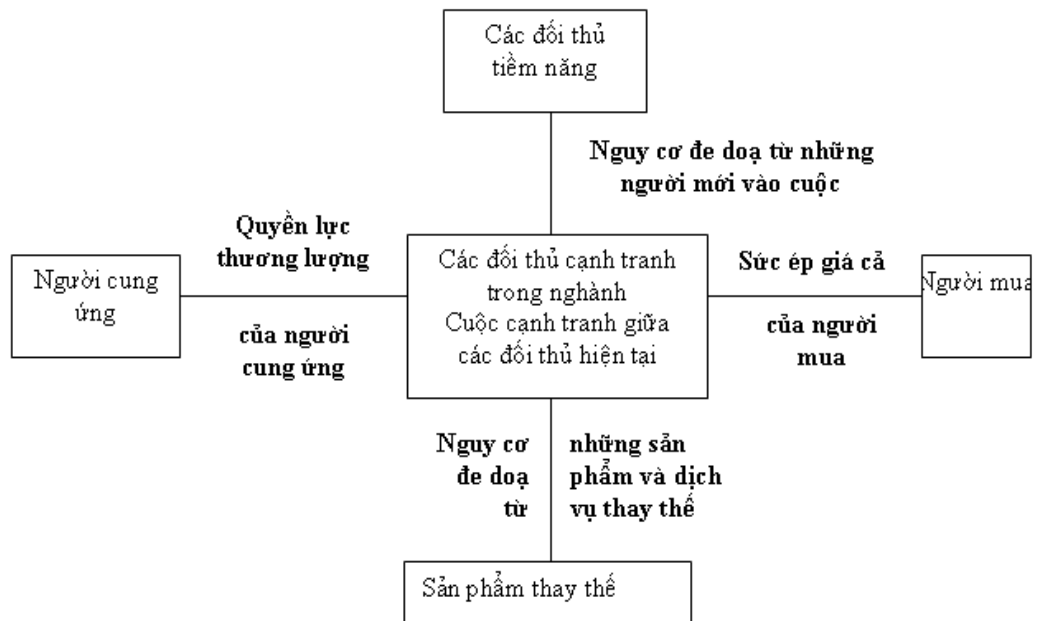 Các đối thủ
tiềm năng
Nguy cơ đe doạ từ những
người mới vào cuộc
Quyền lực
thương lượng
Người cung
ứng
của người
cung ứng
Các đối thủ cạnh tranh
trong nghành
Cuộc cạnh tranh giữa
các đối thủ hiện tại
Sức ép giá cả
của người
mua
Người mua
Nguy cơ
đe doạ
từ
những sản
phẩm và dịch
vụ thay thế
Sản phẩm thay thế